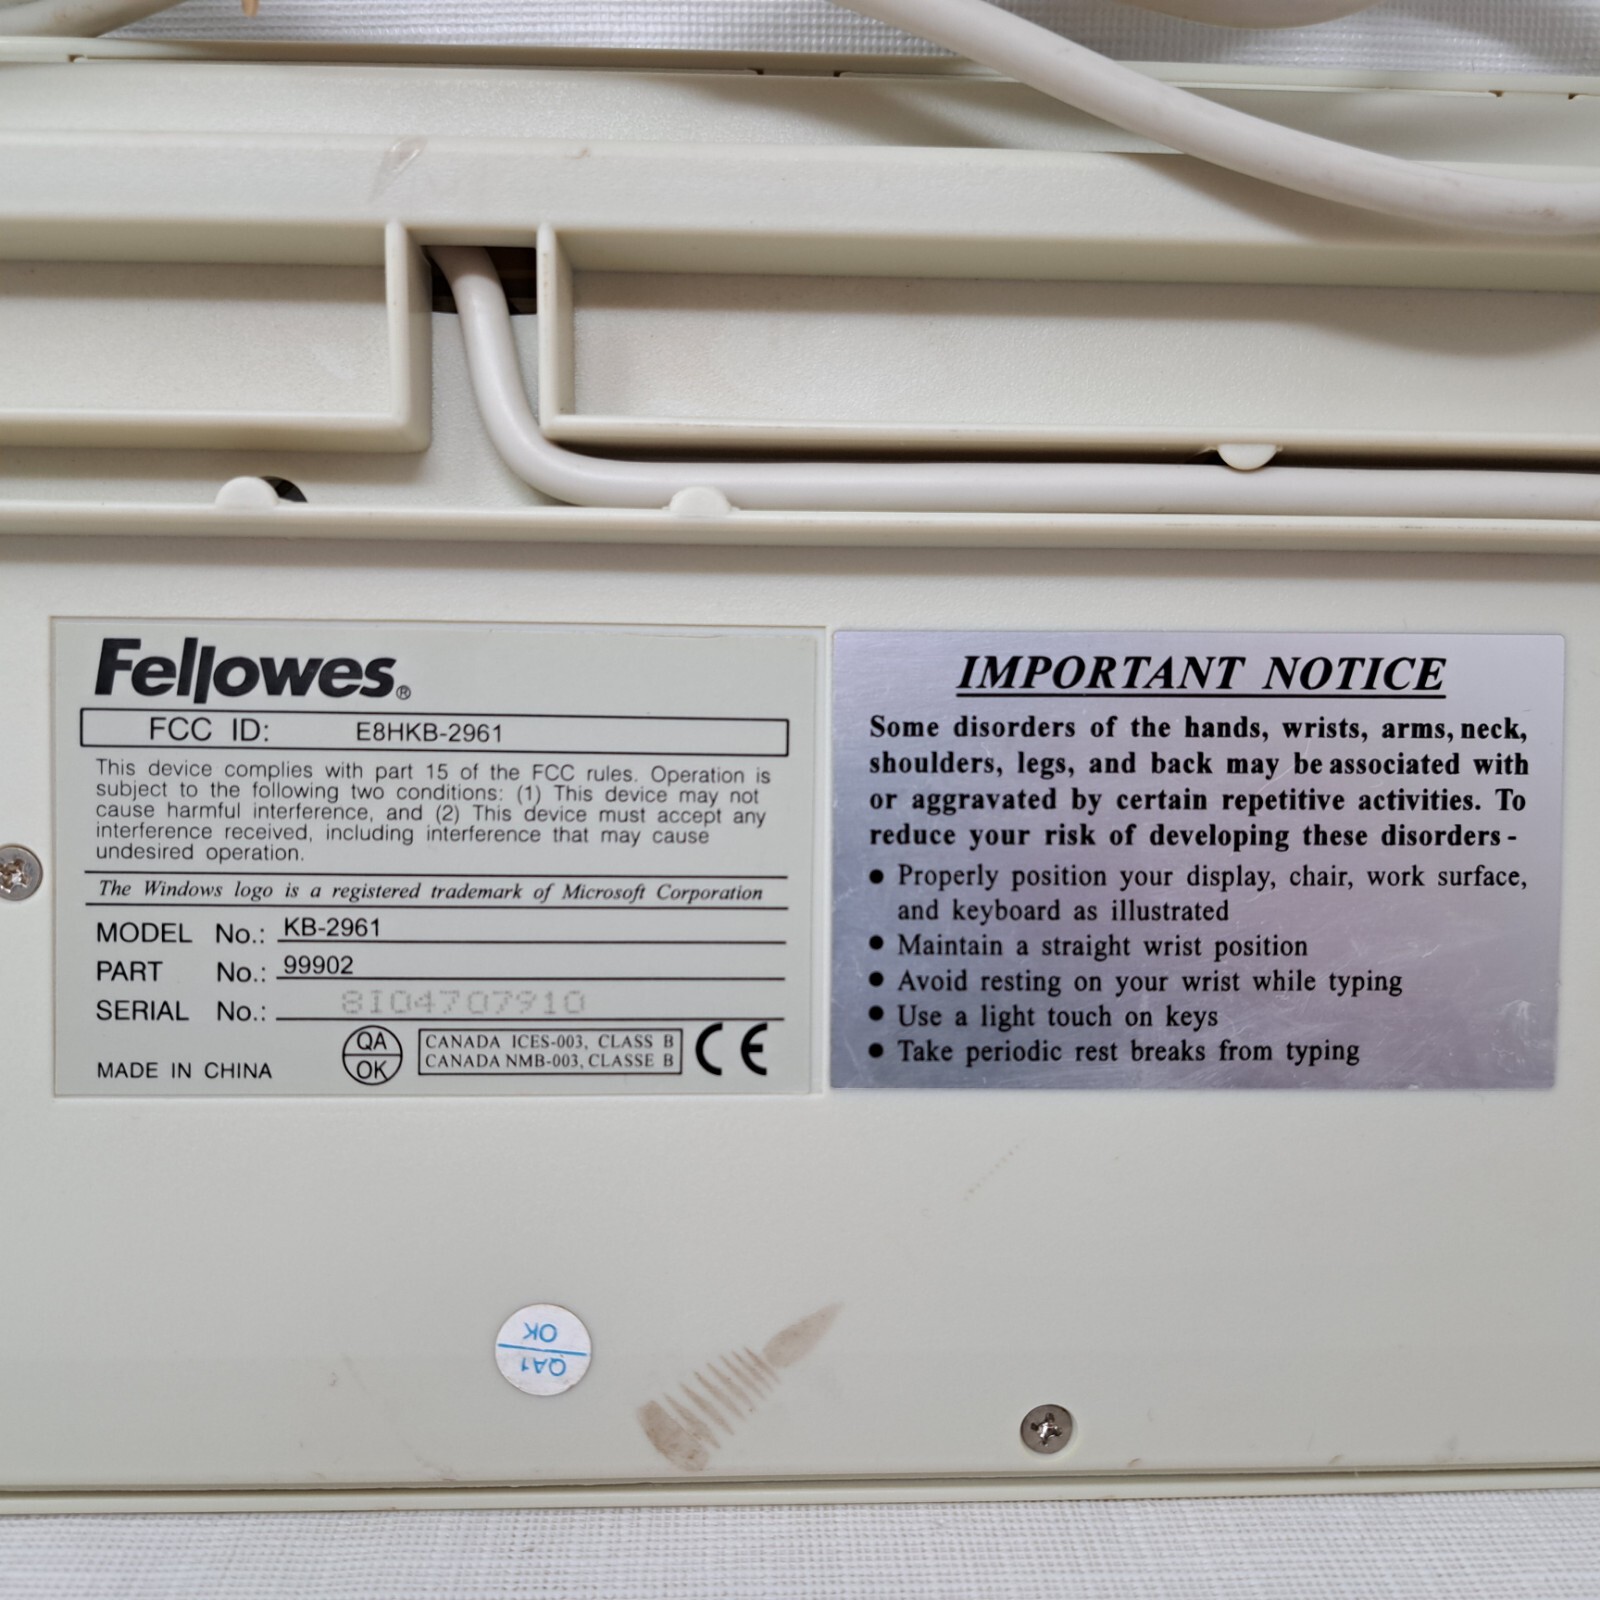 Fellowes®
FCC ID: E8HKB-2961
This device complies with part 15 of the FCC rules. Operation is
subject to the following two conditions: (1) This device may not
cause harmful interference, and (2) This device must accept any
interference received, including interference that may cause
undesired operation.
The Windows logo is a registered trademark of Microsoft Corporation
MODEL No.: KB-2961
PART No.: 99902
SERIAL No.: 8I04707910
MADE IN CHINA
QA
OK
CANADA ICES-003, CLASS B
CANADA NMB-003, CLASSE B
CE
IMPORTANT NOTICE
Some disorders of the hands, wrists, arms, neck,
shoulders, legs, and back may be associated with
or aggravated by certain repetitive activities. To
reduce your risk of developing these disorders -
● Properly position your display, chair, work surface,
and keyboard as illustrated
● Maintain a straight wrist position
● Avoid resting on your wrist while typing
● Use a light touch on keys
● Take periodic rest breaks from typing
QA1
OK